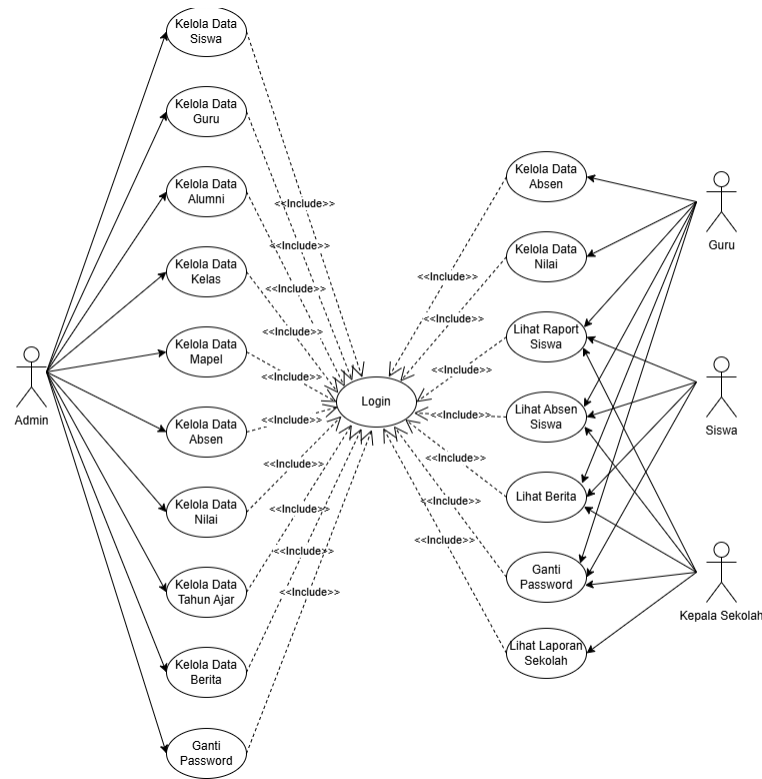 Kelola Data
Siswa
Kelola Data
Guru
Kelola Data
Alumni
Kelola Data
Kelas
Kelola Data
Mapel
Kelola Data
Absen
Kelola Data
Nilai
Kelola Data
Tahun Ajar
Kelola Data
Berita
Ganti
Password
Admin
<<Include>>
<<Include>>
<<Include>>
<<Include>>
<<Include>>
<<Include>>
<<Include>>
<<Include>>
<<Include>>
<<Include>>
Login
<<Include>>
<<Include>>
<<Include>>
<<Include>>
<<Include>>
<<Include>>
<<Include>>
Kelola Data
Absen
Kelola Data
Nilai
Lihat Raport
Siswa
Lihat Absen
Siswa
Lihat Berita
Ganti
Password
Lihat Laporan
Sekolah
Guru
Siswa
Kepala Sekolah